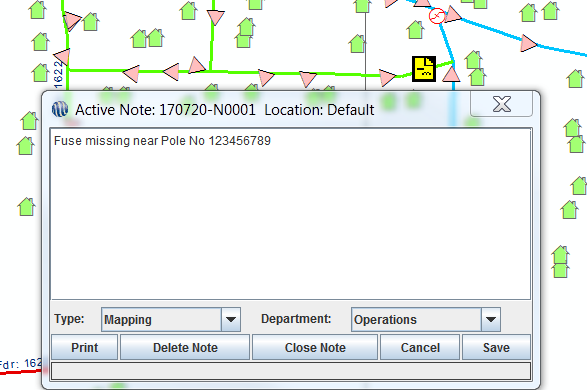 1622
Active Note: 170720-N0001 Location: Default
Fuse missing near Pole No 123456789
Type: Mapping Department: Operations
Print Delete Note Close Note Cancel Save
Fdr: 162